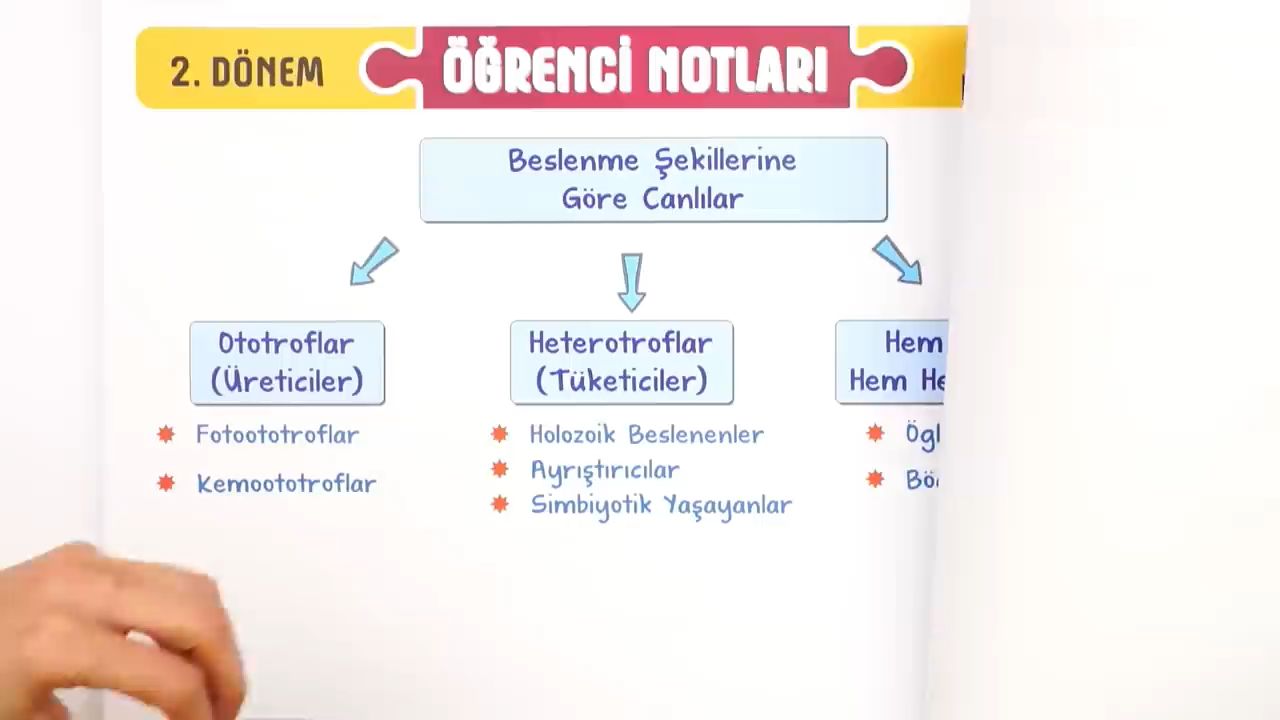 2. DÖNEM
ÖĞRENCİ NOTLARI
Beslenme Şekillerine
Göre Canlılar
Ototroflar
(Üreticiler)
Heterotroflar
(Tüketiciler)
Hem
Hem
Fotoototroflar
Kemoototroflar
Holozoik Beslenenler
Ayrıştırıcılar
Simbiyotik Yaşayanlar